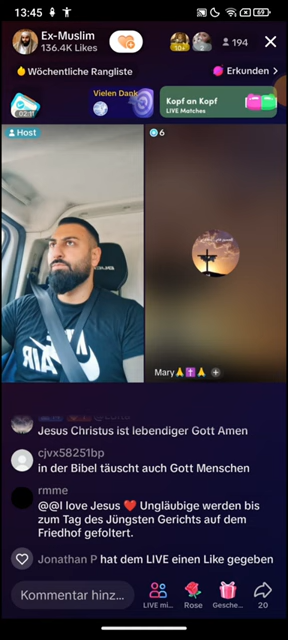 13:45
69
Ex-Muslim
136.4K Likes
194
Wöchentliche Rangliste
Erkunden >
02:11
Vielen Dank
Kopf an Kopf
LIVE Matches
Host
6
NIKE
AIR
Mary🙏✝️🙏 +
Jesus Christus ist lebendiger Gott Amen
cjvx58251bp
in der Bibel täuscht auch Gott Menschen
rmme
@@I love Jesus ❤️ Ungläubige werden bis
zum Tag des Jüngsten Gerichts auf dem
Friedhof gefoltert.
Jonathan P hat dem LIVE einen Like gegeben
Kommentar hinz...
LIVE mi...
Rose
Gesche...
20